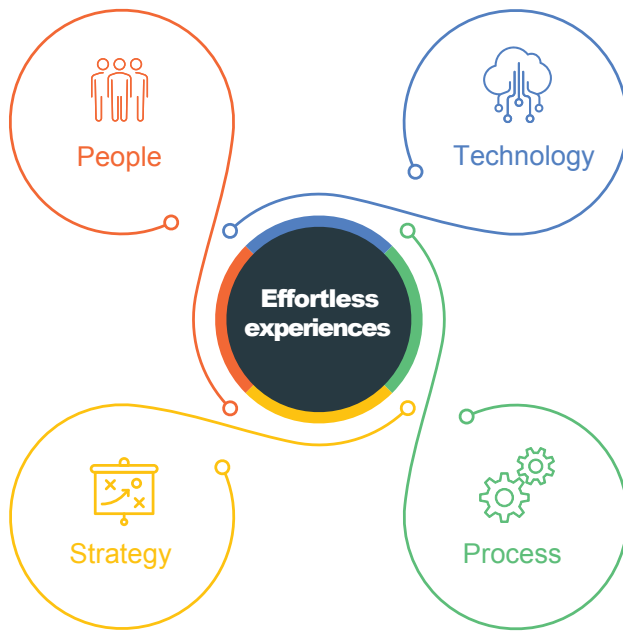 People
Technology
Effortless
experiences
Strategy
Process